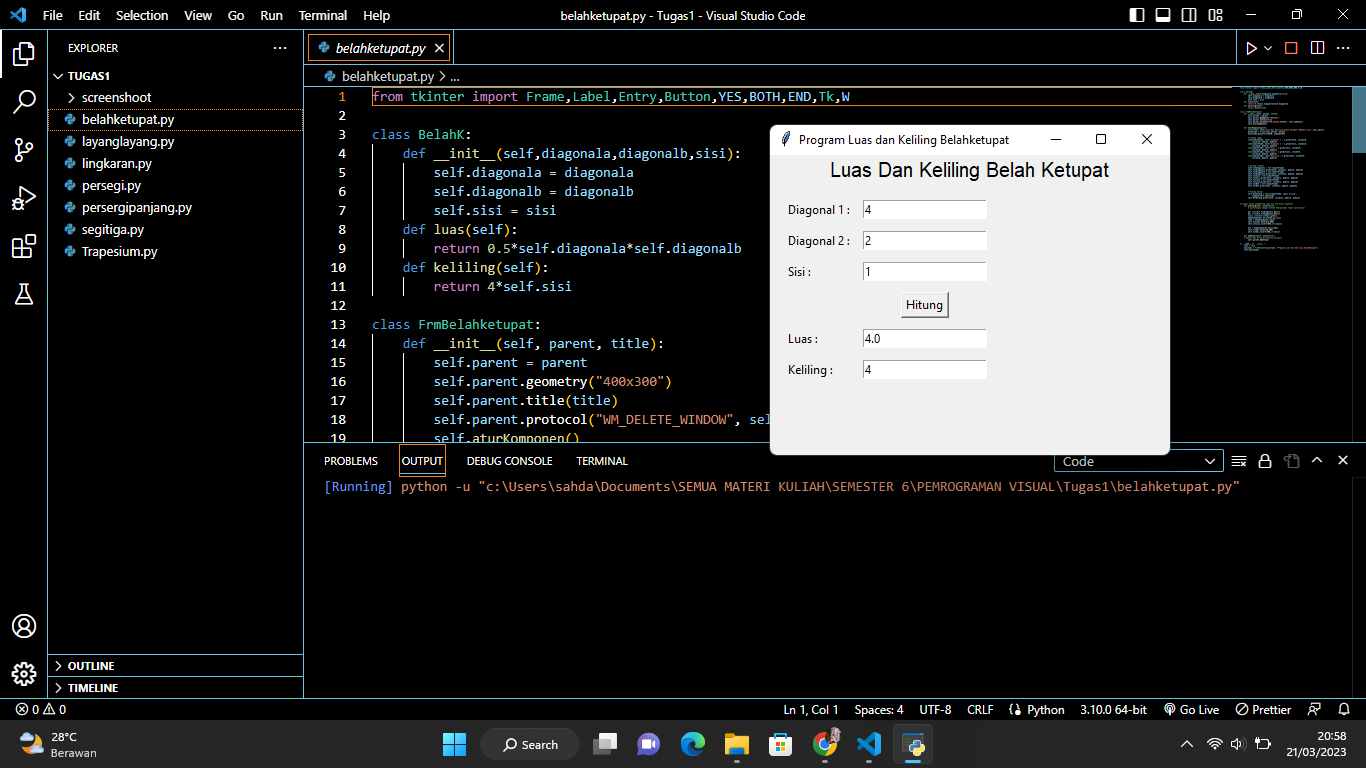 File Edit Selection View Go Run Terminal Help
belahketupat.py - Tugas1 - Visual Studio Code
EXPLORER
TUGAS1
screenshoot
belahketupat.py
layanglayang.py
lingkaran.py
persegi.py
persergipanjang.py
segitiga.py
Trapesium.py
OUTLINE
TIMELINE
belahketupat.py
belahketupat.py > ...
1 from tkinter import Frame,Label,Entry,Button,YES,BOTH,END,Tk,W
2
3 class BelahK:
4 def __init__(self,diagonala,diagonalb,sisi):
5 self.diagonala = diagonala
6 self.diagonalb = diagonalb
7 self.sisi = sisi
8 def luas(self):
9 return 0.5*self.diagonala*self.diagonalb
10 def keliling(self):
11 return 4*self.sisi
12
13 class FrmBelahketupat:
14 def __init__(self, parent, title):
15 self.parent = parent
16 self.parent.geometry("400x300")
17 self.parent.title(title)
18 self.parent.protocol("WM_DELETE_WINDOW", sel
19 self.aturKomponen()
Program Luas dan Keliling Belahketupat
Luas Dan Keliling Belah Ketupat
Diagonal 1 : 4
Diagonal 2 : 2
Sisi : 1
Hitung
Luas : 4.0
Keliling : 4
PROBLEMS OUTPUT DEBUG CONSOLE TERMINAL
Code
[Running] python -u "c:\Users\sahda\Documents\SEMUA MATERI KULIAH\SEMESTER 6\PEMROGRAMAN VISUAL\Tugas1\belahketupat.py"
0 0
Ln 1, Col 1 Spaces: 4 UTF-8 CRLF Python 3.10.0 64-bit Go Live Prettier
28°C
Berawan
Search
20:58
21/03/2023